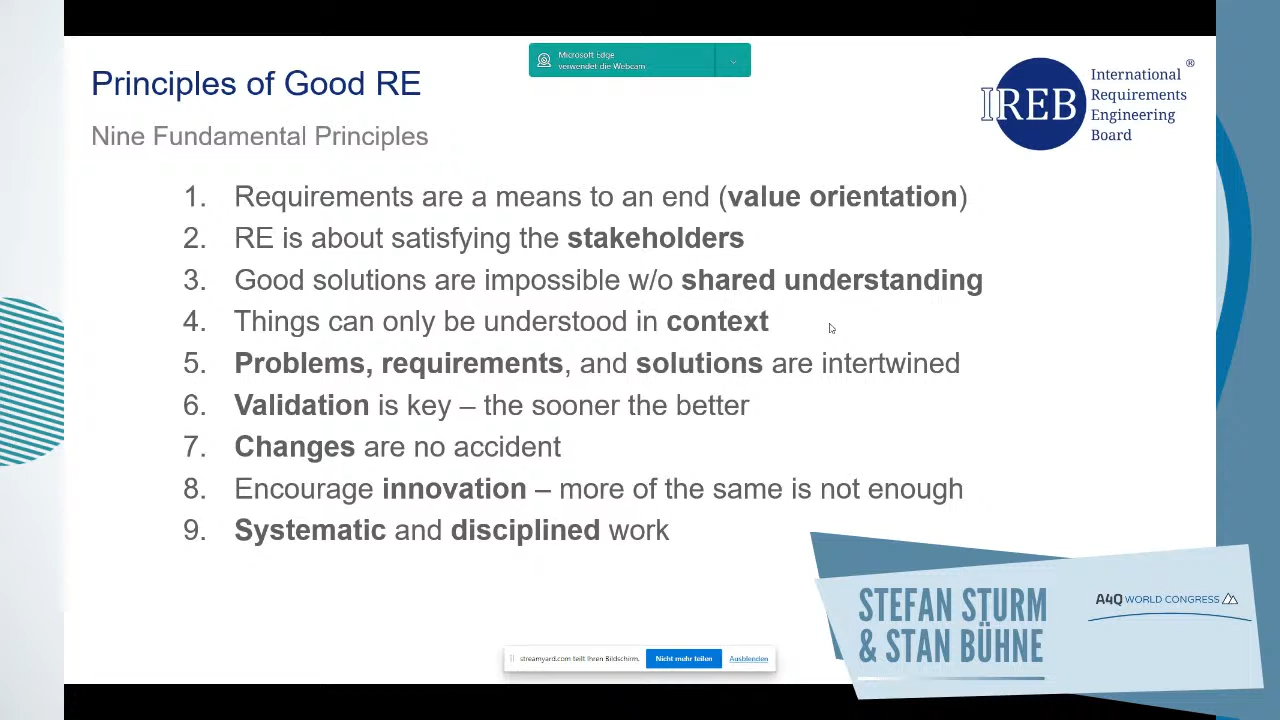 Microsoft Edge
verwendet die Webcam
Principles of Good RE
Nine Fundamental Principles
IREB
International
Requirements
Engineering
Board
®
1. Requirements are a means to an end (value orientation)
2. RE is about satisfying the stakeholders
3. Good solutions are impossible w/o shared understanding
4. Things can only be understood in context
5. Problems, requirements, and solutions are intertwined
6. Validation is key – the sooner the better
7. Changes are no accident
8. Encourage innovation – more of the same is not enough
9. Systematic and disciplined work
STEFAN STURM
& STAN BÜHNE
A4Q WORLD CONGRESS
streamyard.com teilt Ihren Bildschirm.
Nicht mehr teilen
Ausblenden